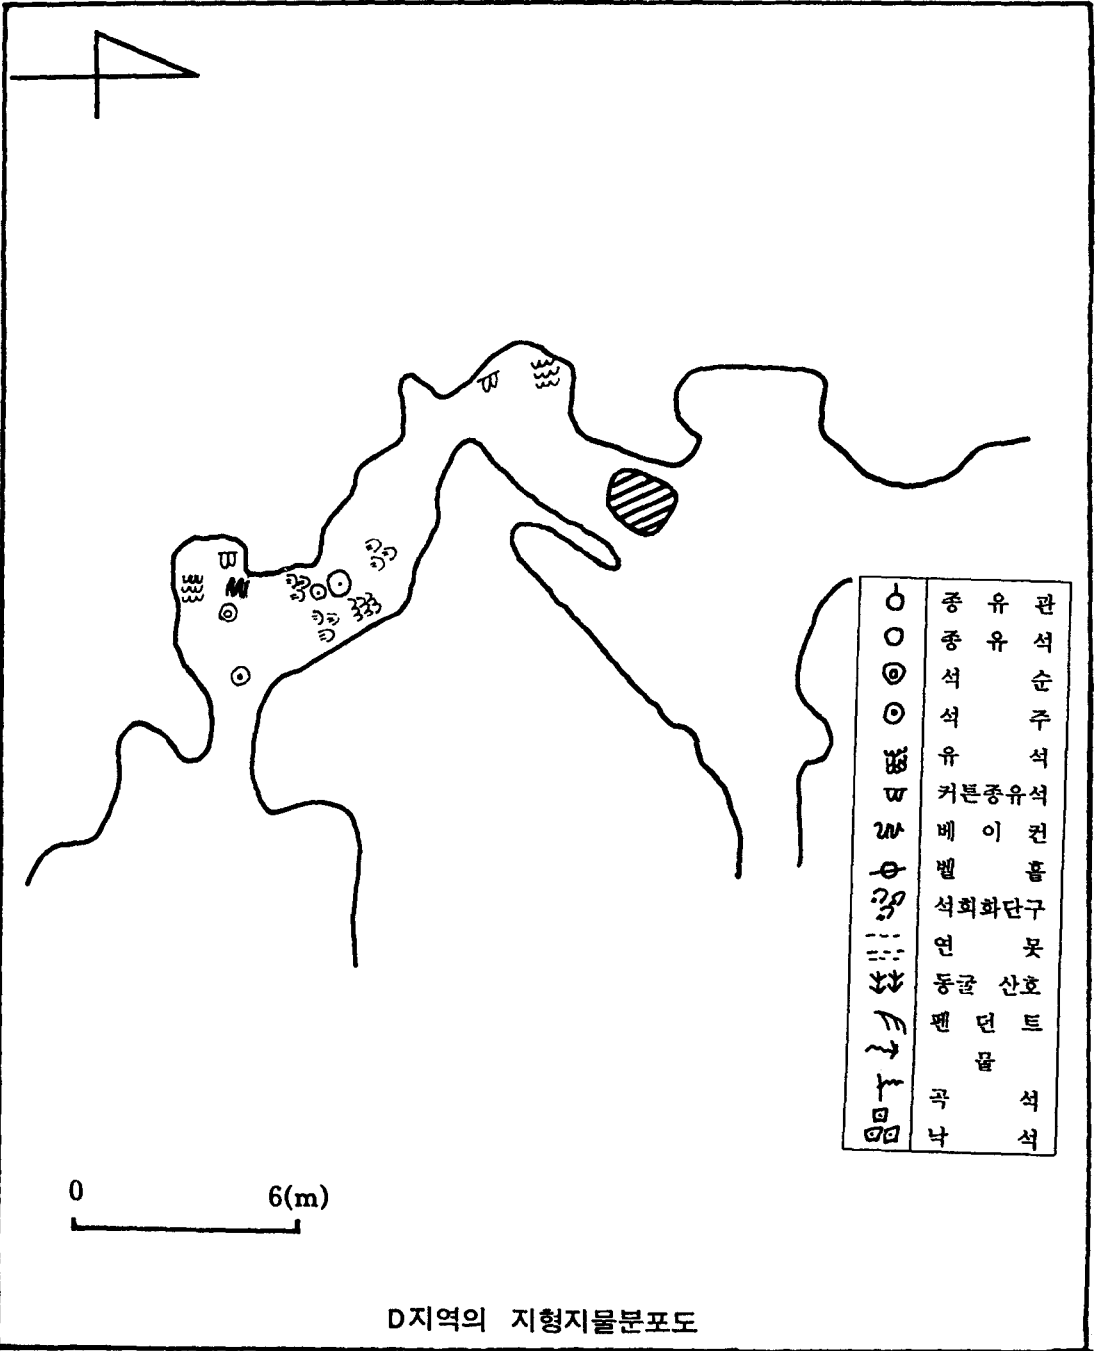 종 유 관
종 유 석
석 순
석 주
유 석
커튼종유석
베 이 컨
벨 홀
석회화단구
연 못
동굴 산호
펜 던 트
물
곡 석
낙 석
0 6(m)
D지역의 지형지물분포도